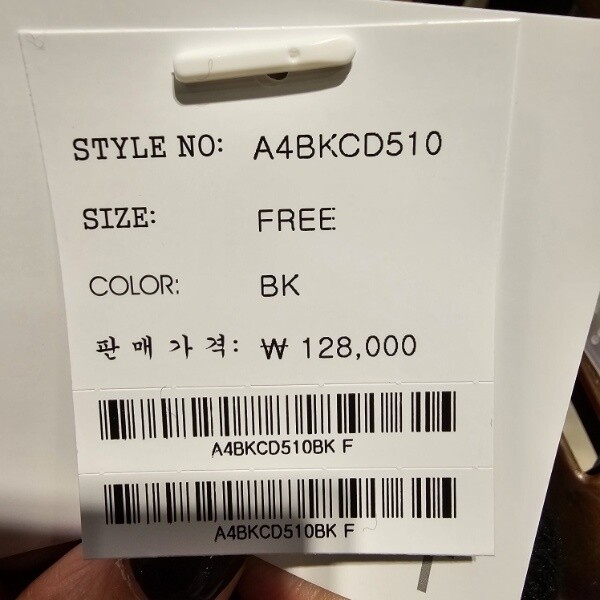 STYLE NO: A4BKCD510
SIZE: FREE
COLOR: BK
판매가격: ₩ 128,000
A4BKCD510BK F
A4BKCD510BK F